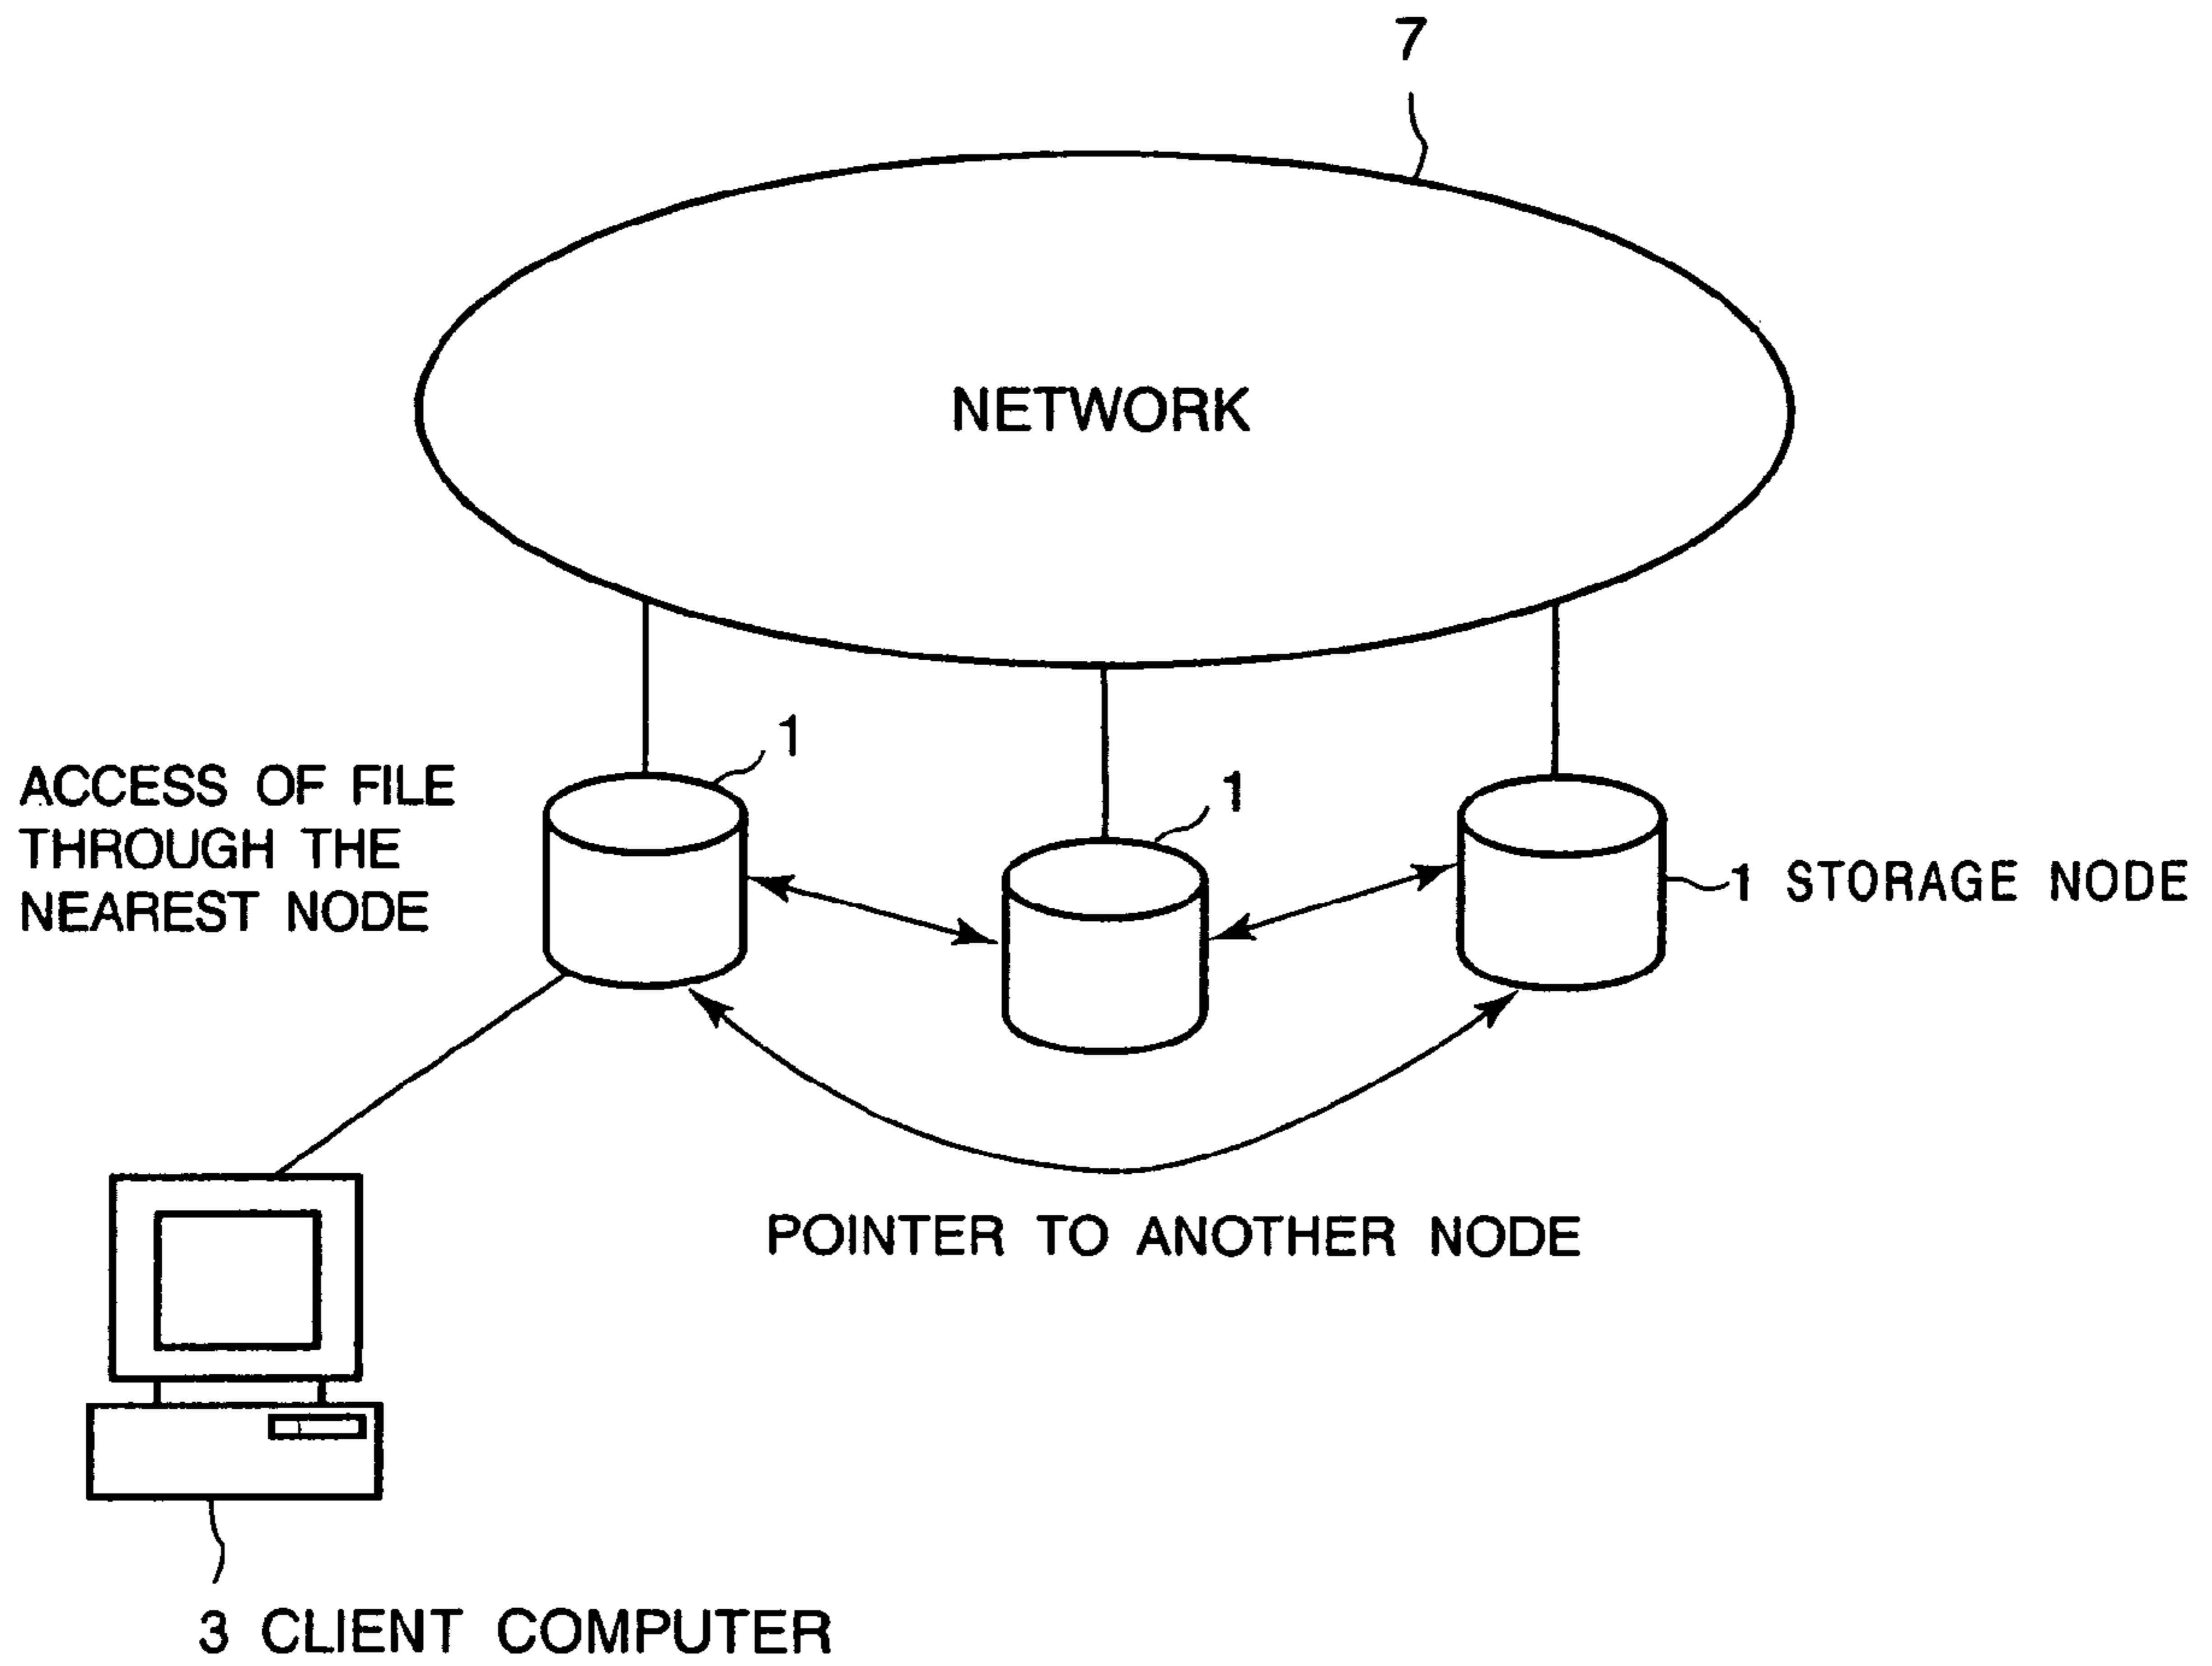 7
NETWORK
1
1
ACCESS OF FILE
THROUGH THE
NEAREST NODE
1 STORAGE NODE
POINTER TO ANOTHER NODE
3 CLIENT COMPUTER